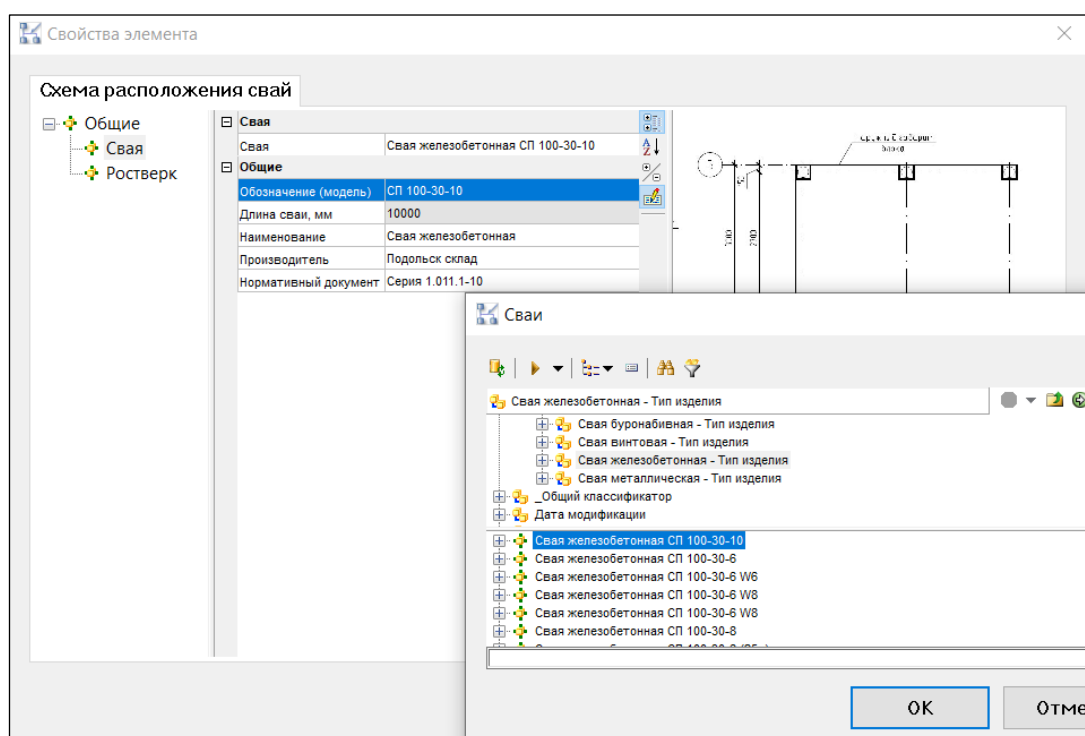 Свойства элемента
Схема расположения свай
Общие
Свая
Ростверк
Свая
Свая Свая железобетонная СП 100-30-10
Общие
Обозначение (модель) СП 100-30-10
Длина сваи, мм 10000
Наименование Свая железобетонная
Производитель Подольск склад
Нормативный документ Серия 1.011.1-10
Сваи
Свая железобетонная - Тип изделия
Свая буронабивная - Тип изделия
Свая винтовая - Тип изделия
Свая железобетонная - Тип изделия
Свая металлическая - Тип изделия
_Общий классификатор
Дата модификации
Свая железобетонная СП 100-30-10
Свая железобетонная СП 100-30-6
Свая железобетонная СП 100-30-6 W6
Свая железобетонная СП 100-30-6 W8
Свая железобетонная СП 100-30-6 W8
Свая железобетонная СП 100-30-8
ОК
Отме